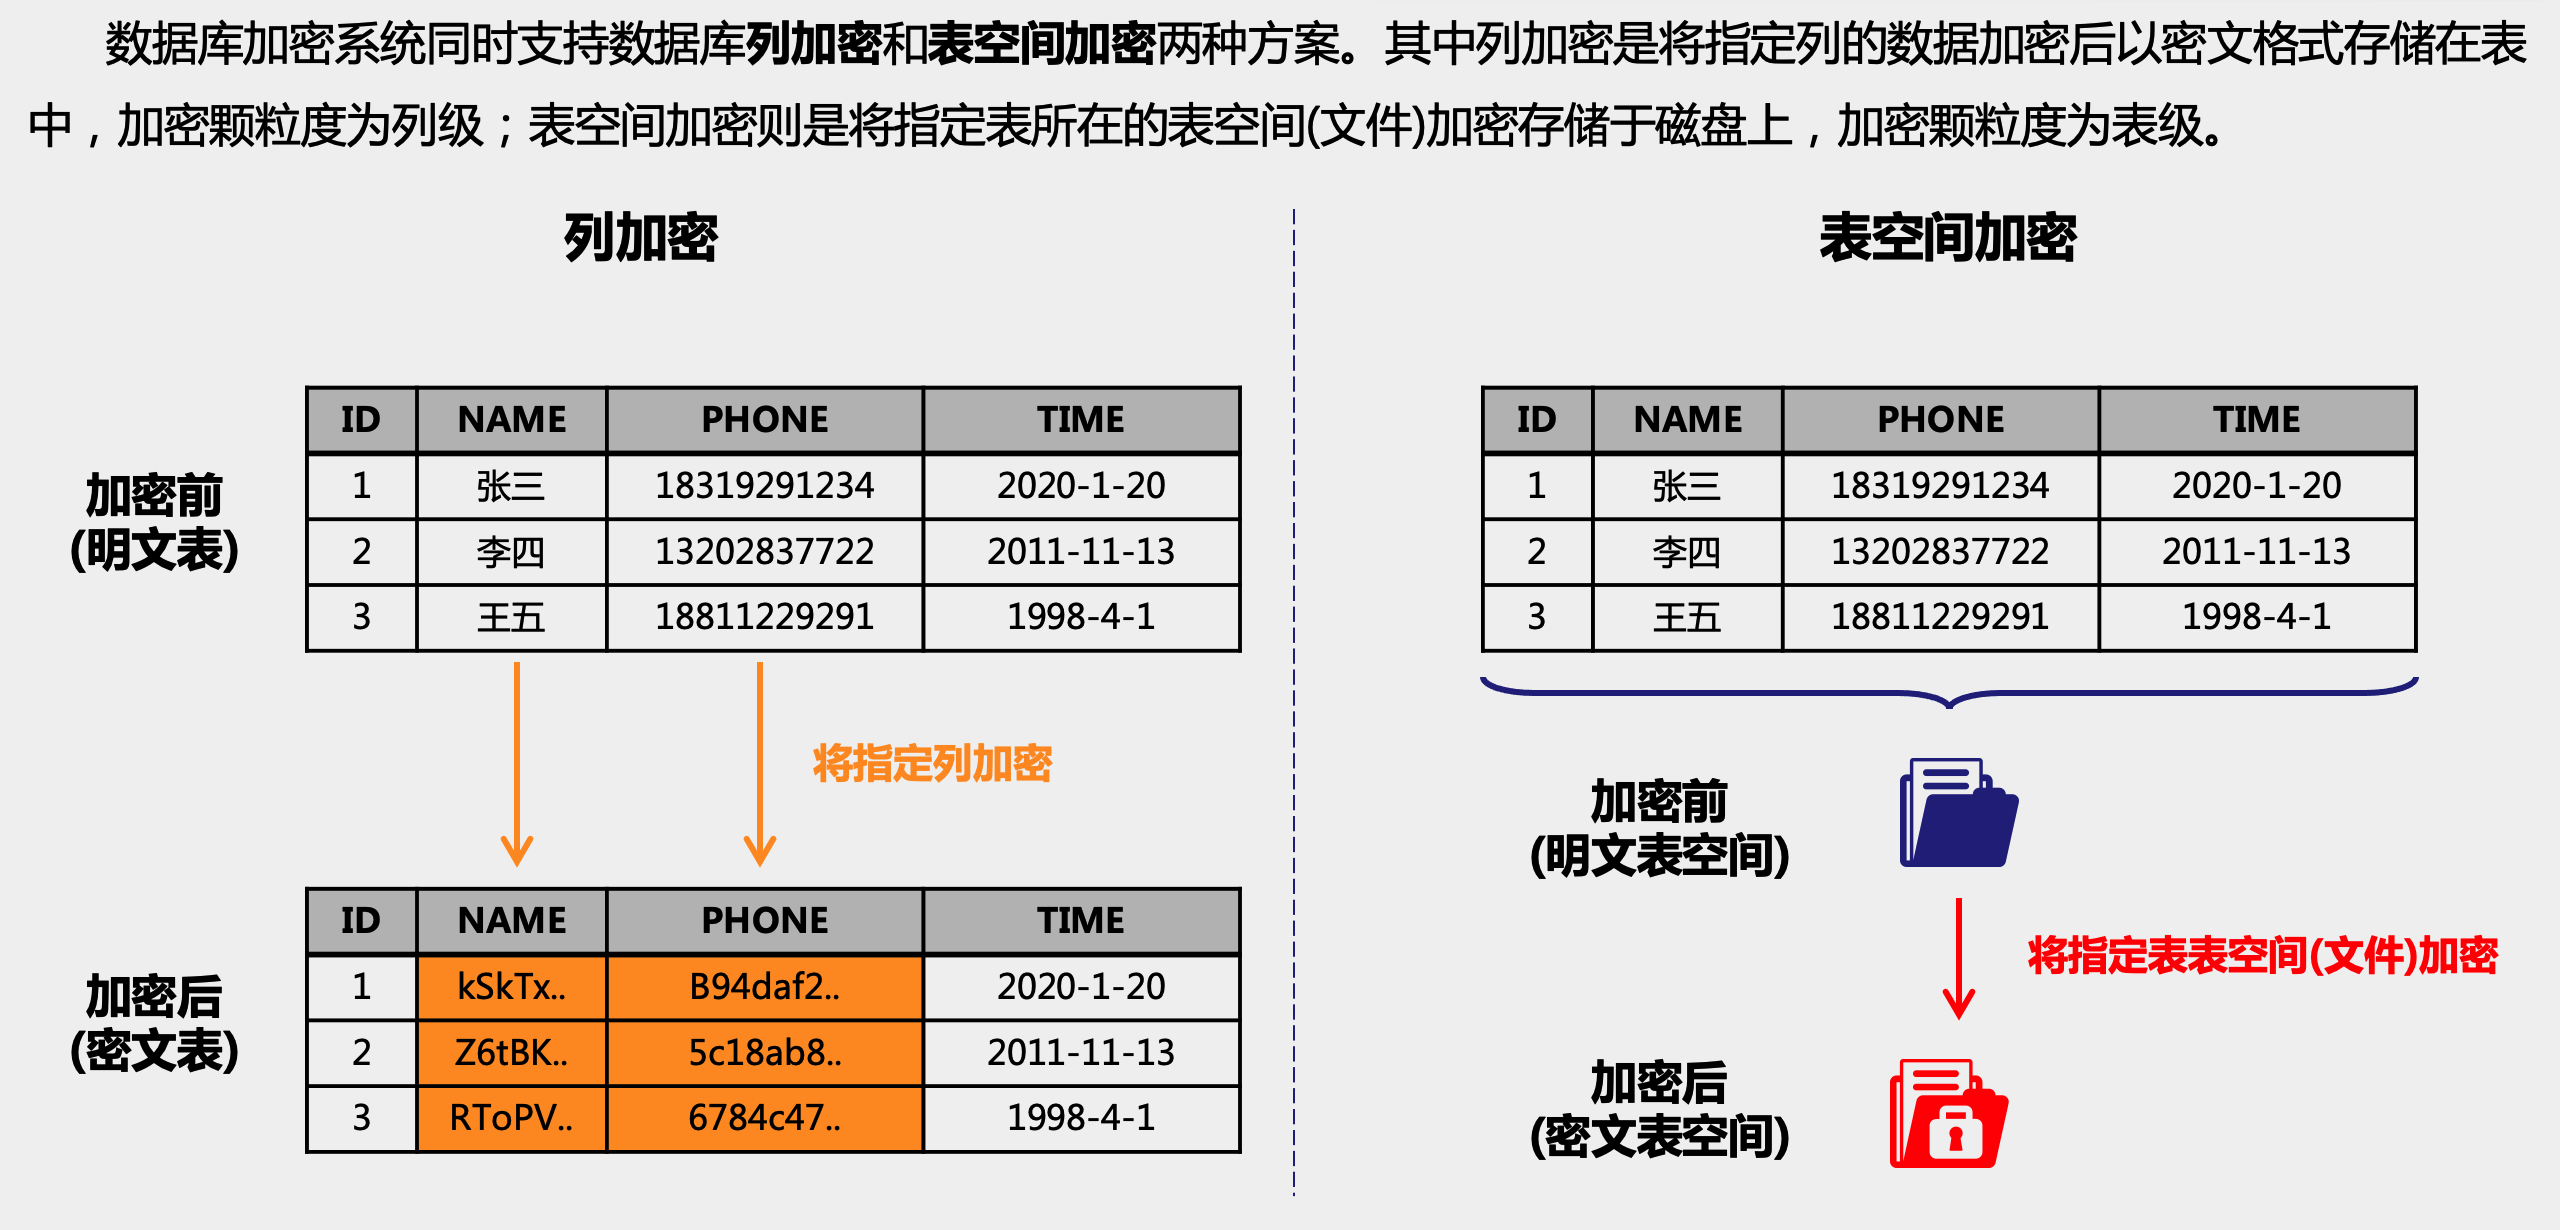 数据库加密系统同时支持数据库列加密和表空间加密两种方案。其中列加密是将指定列的数据加密后以密文格式存储在表
中，加密颗粒度为列级；表空间加密则是将指定表所在的表空间(文件)加密存储于磁盘上，加密颗粒度为表级。
列加密
加密前
(明文表)
ID NAME PHONE TIME
1 张三 18319291234 2020-1-20
2 李四 13202837722 2011-11-13
3 王五 18811229291 1998-4-1
将指定列加密
加密后
(密文表)
ID NAME PHONE TIME
1 kSkTx.. B94daf2.. 2020-1-20
2 Z6tBK.. 5c18ab8.. 2011-11-13
3 RToPV.. 6784c47.. 1998-4-1
表空间加密
ID NAME PHONE TIME
1 张三 18319291234 2020-1-20
2 李四 13202837722 2011-11-13
3 王五 18811229291 1998-4-1
加密前
(明文表空间)
将指定表表空间(文件)加密
加密后
(密文表空间)